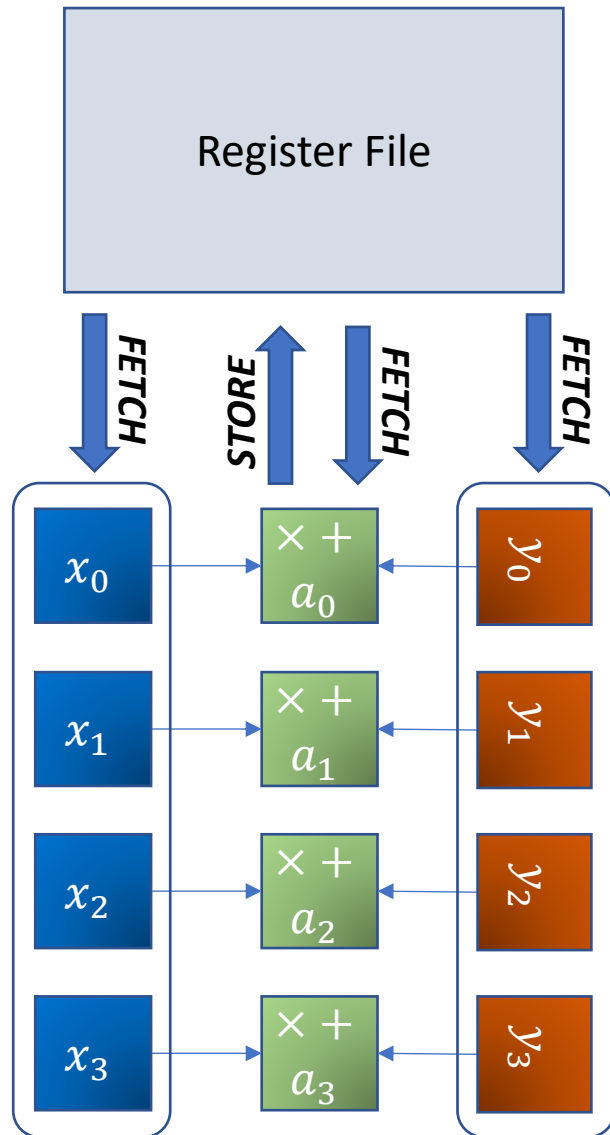 Register File
FETCH
STORE
FETCH
FETCH
x₀
× +
a₀
y₀
x₁
× +
a₁
y₁
x₂
× +
a₂
y₂
x₃
× +
a₃
y₃